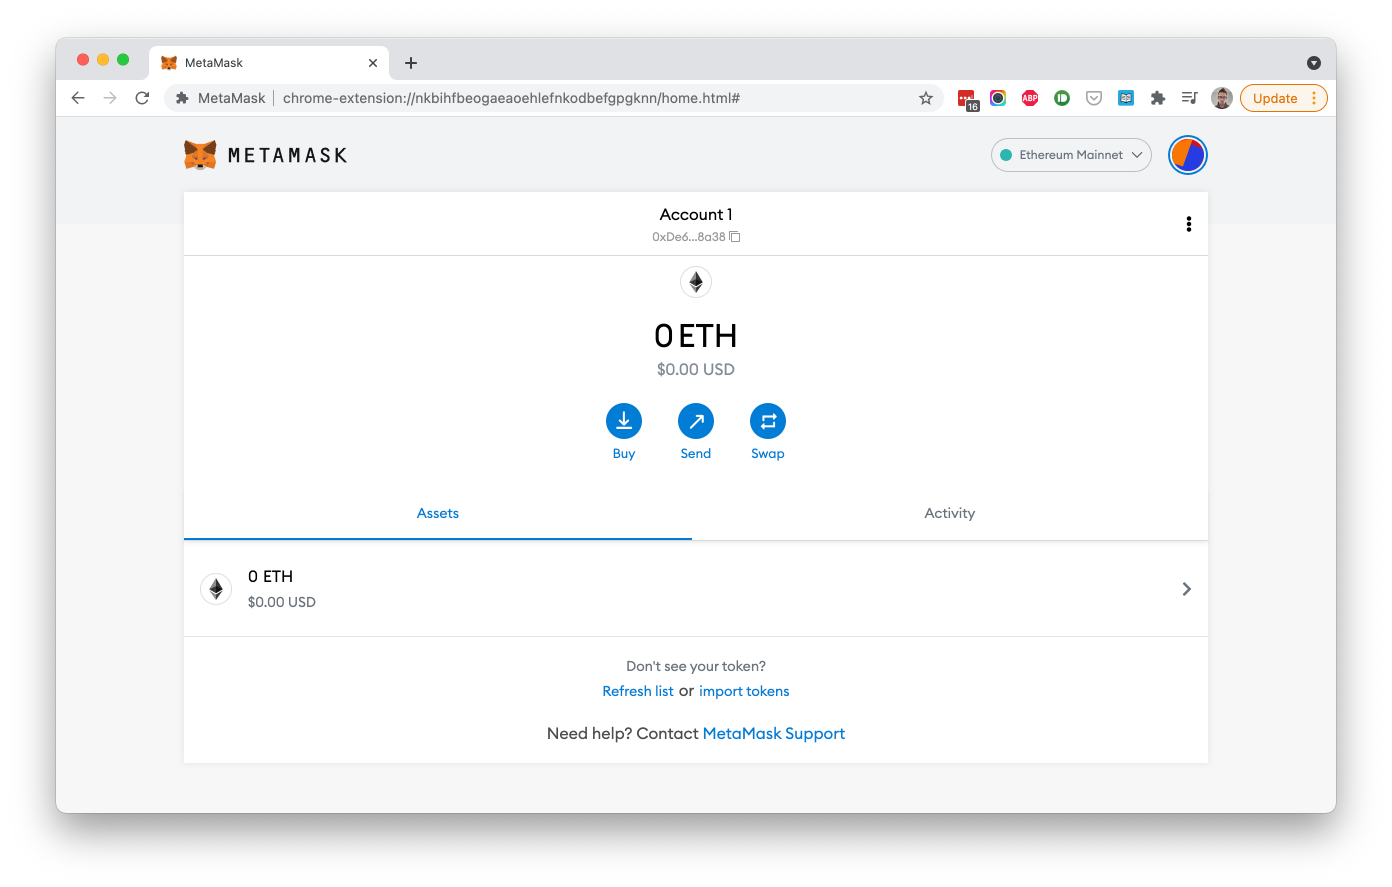 MetaMask
MetaMask | chrome-extension://nkbihfbeogaeaoehlefnkodbefgpgknn/home.html#
16
ABP
Update
METAMASK
Ethereum Mainnet
Account 1
0xDe6...8a38
0 ETH
$0.00 USD
Buy Send Swap
Assets Activity
0 ETH
$0.00 USD
Don't see your token?
Refresh list or import tokens
Need help? Contact MetaMask Support